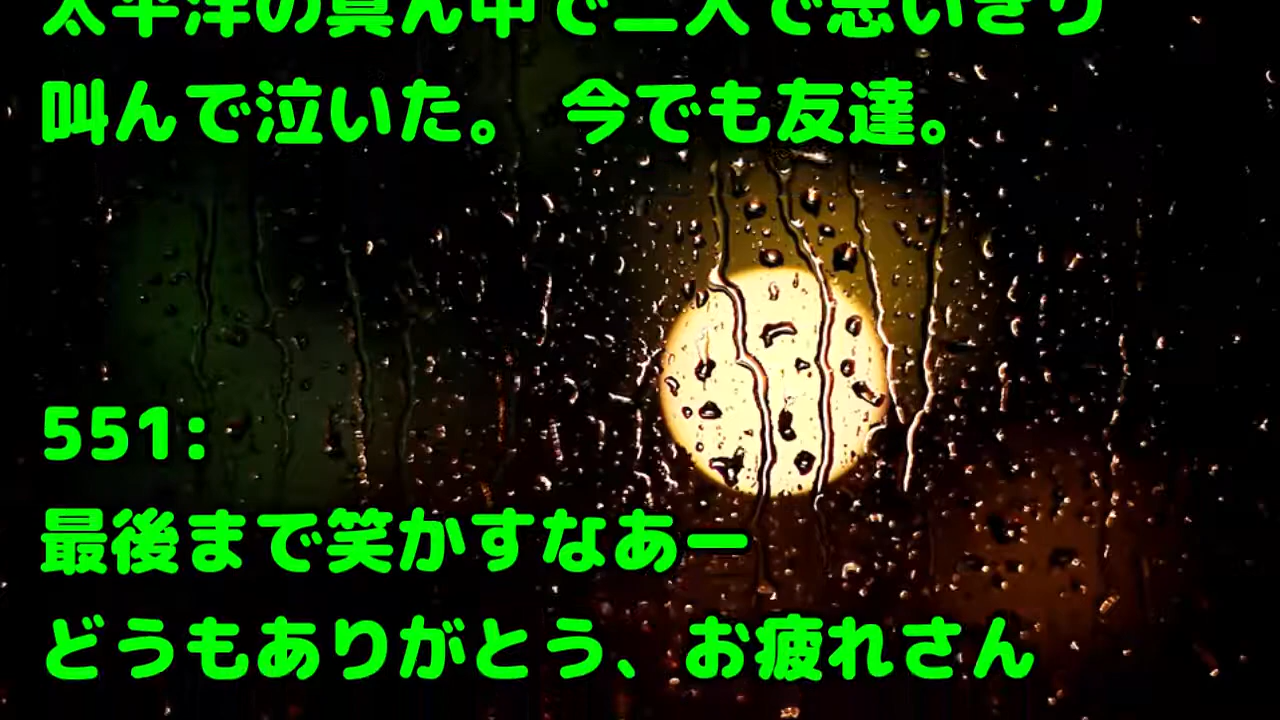 太平洋の真ん中で二人で思いきり
叫んで泣いた。 今でも友達。
551:
最後まで笑かすなあー
どうもありがとう、お疲れさん